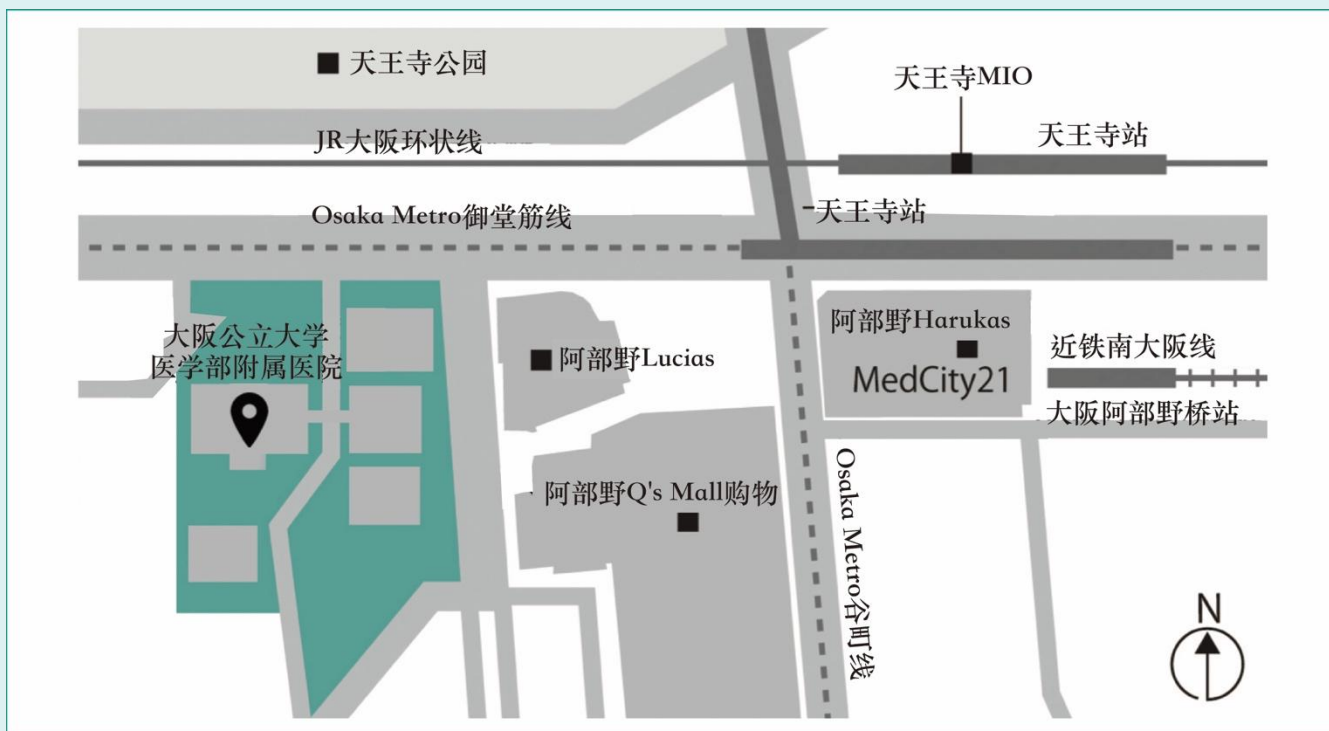 天王寺公园
天王寺MIO
JR大阪环状线
天王寺站
Osaka Metro御堂筋线
天王寺站
大阪公立大学
医学部附属医院
阿部野Lucias
阿部野Harukas
MedCity21
近铁南大阪线
大阪阿部野桥站
阿部野Q's Mall购物
Osaka Metro谷町线
N